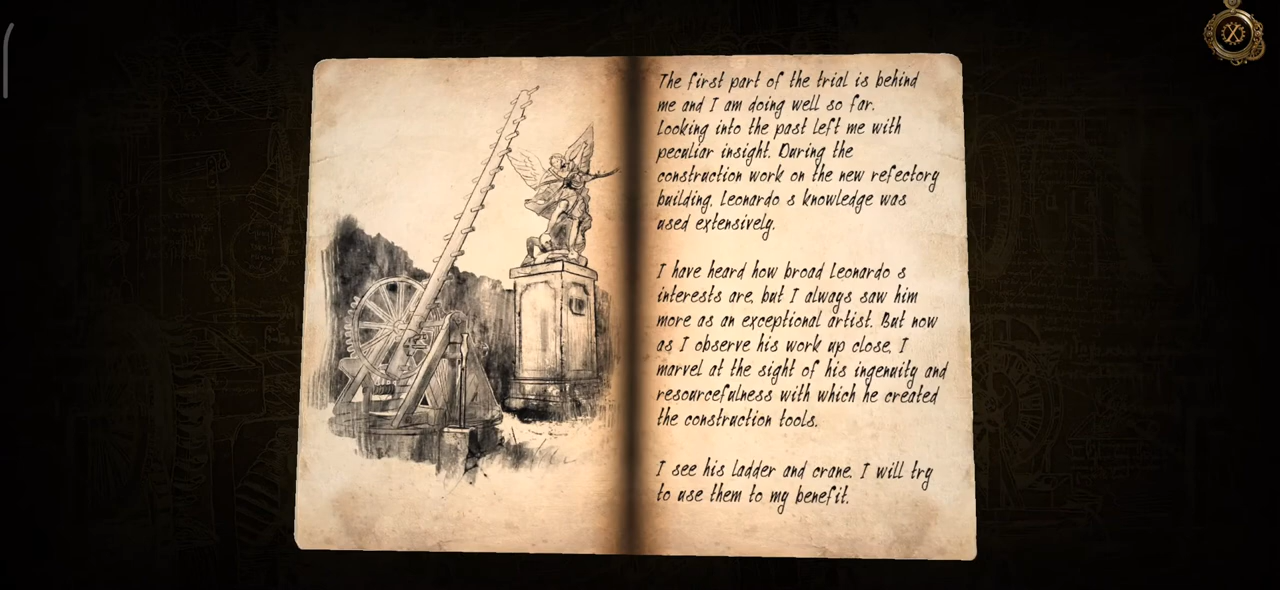 The first part of the trial is behind
me and I am doing well so far.
Looking into the past left me with
peculiar insight. During the
construction work on the new refectory
building, Leonardo s knowledge was
used extensively.
I have heard how broad Leonardo s
interests are, but I always saw him
more as an exceptional artist. But now
as I observe his work up close, I
marvel at the sight of his ingenuity and
resourcefulness with which he created
the construction tools.
I see his ladder and crane. I will try
to use them to my benefit.